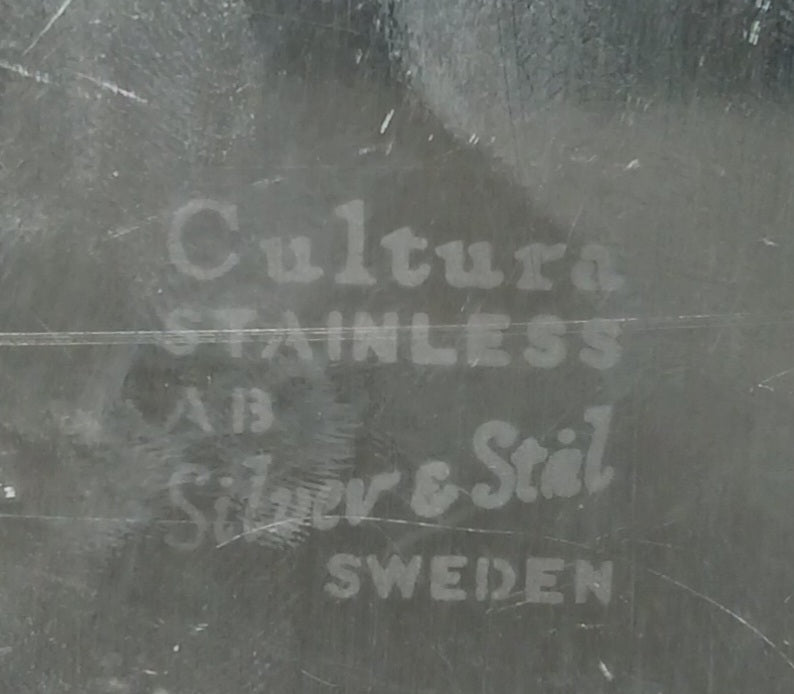 Cultura
STAINLESS
AB
Silver & Stål
SWEDEN